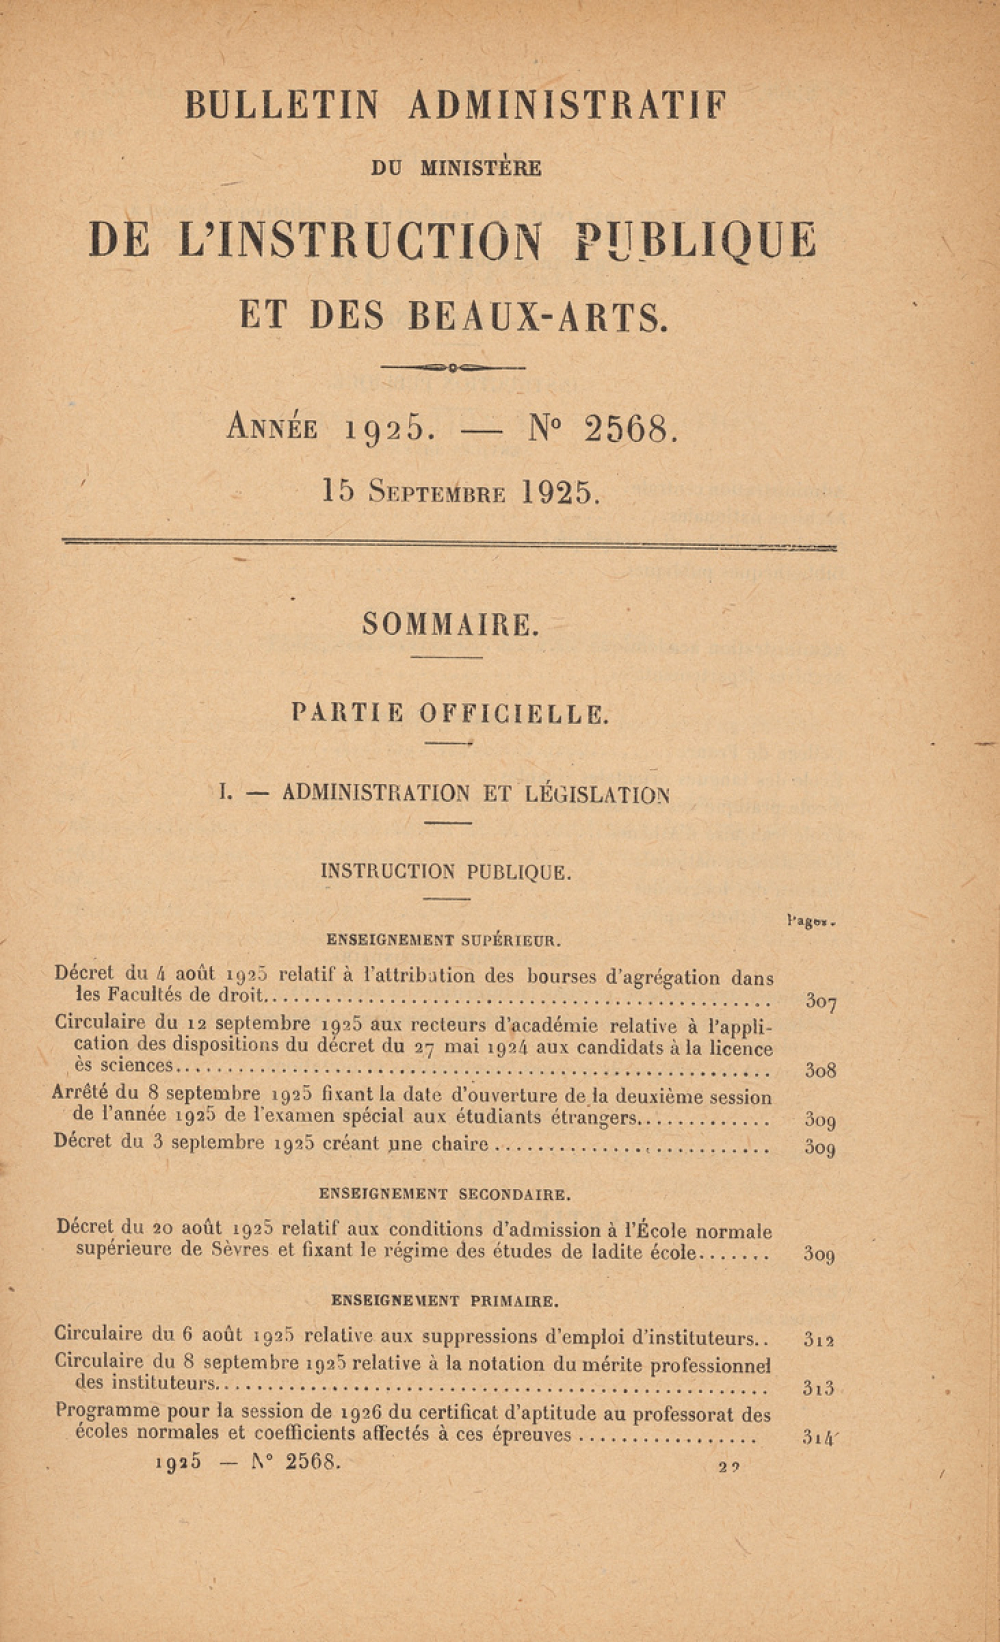 BULLETIN ADMINISTRATIF
DU MINISTÈRE
DE L'INSTRUCTION PUBLIQUE
ET DES BEAUX-ARTS.
ANNÉE 1925. — N° 2568.
15 SEPTEMBRE 1925.
SOMMAIRE.
PARTIE OFFICIELLE.
I. — ADMINISTRATION ET LÉGISLATION
INSTRUCTION PUBLIQUE.
Pages.
ENSEIGNEMENT SUPÉRIEUR.
Décret du 4 août 1925 relatif à l'attribution des bourses d'agrégation dans
les Facultés de droit.................................................. 307
Circulaire du 12 septembre 1925 aux recteurs d'académie relative à l'appli-
cation des dispositions du décret du 27 mai 1924 aux candidats à la licence
ès sciences........................................................... 308
Arrêté du 8 septembre 1925 fixant la date d'ouverture de la deuxième session
de l'année 1925 de l'examen spécial aux étudiants étrangers............. 309
Décret du 3 septembre 1925 créant une chaire ........................... 309
ENSEIGNEMENT SECONDAIRE.
Décret du 20 août 1925 relatif aux conditions d'admission à l'École normale
supérieure de Sèvres et fixant le régime des études de ladite école....... 309
ENSEIGNEMENT PRIMAIRE.
Circulaire du 6 août 1925 relative aux suppressions d'emploi d'instituteurs.. 312
Circulaire du 8 septembre 1925 relative à la notation du mérite professionnel
des instituteurs...................................................... 313
Programme pour la session de 1926 du certificat d'aptitude au professorat des
écoles normales et coefficients affectés à ces épreuves ................. 314
1925 — N° 2568. 22